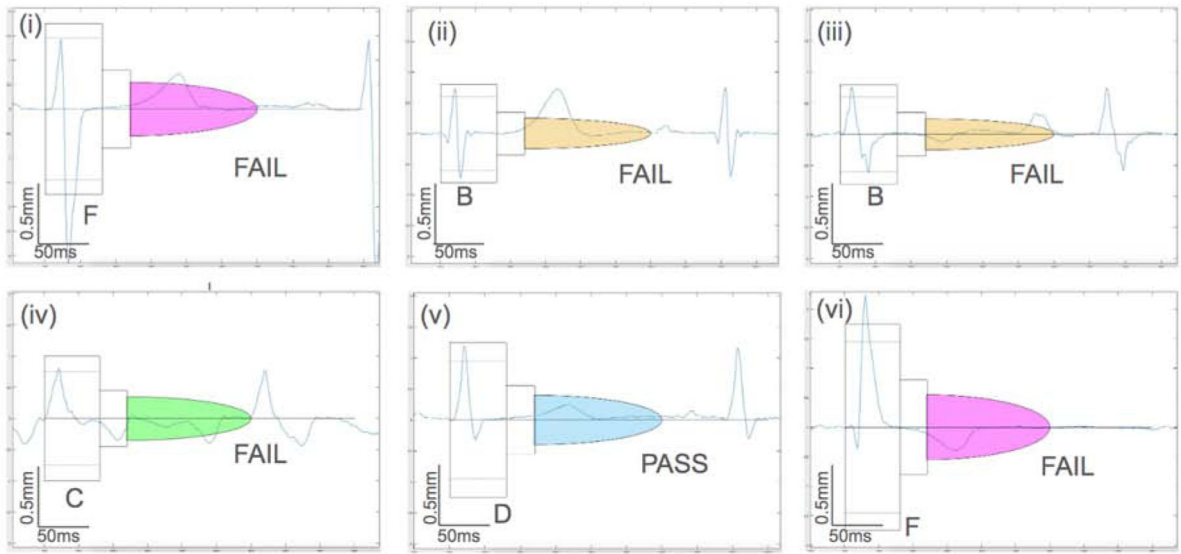 (i)
FAIL
F
0.5mm
50ms
(ii)
FAIL
B
0.5mm
50ms
(iii)
FAIL
B
0.5mm
50ms
(iv)
FAIL
C
0.5mm
50ms
(v)
PASS
D
0.5mm
50ms
(vi)
FAIL
F
0.5mm
50ms